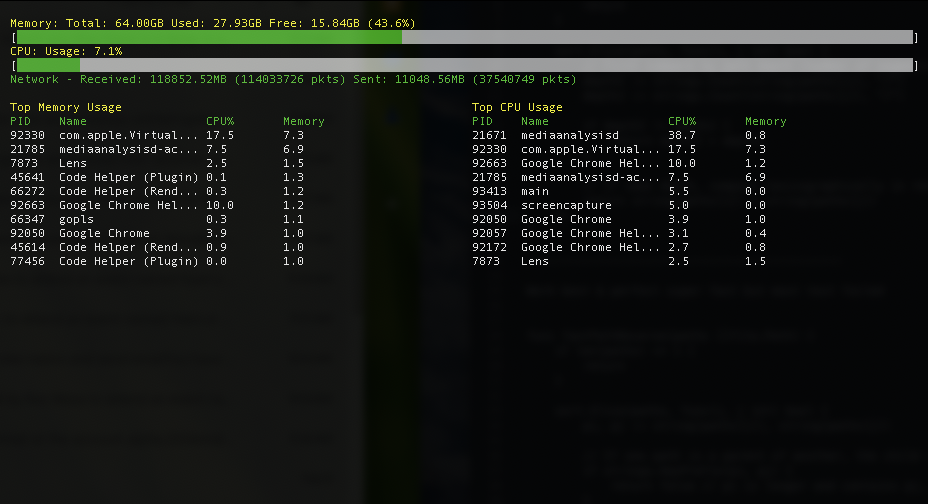 Memory: Total: 64.00GB Used: 27.93GB Free: 15.84GB (43.6%)
[ ]
CPU: Usage: 7.1%
[ ]
Network - Received: 118852.52MB (114033726 pkts) Sent: 11048.56MB (37540749 pkts)
Top Memory Usage
PID Name CPU% Memory
92330 com.apple.Virtual... 17.5 7.3
21785 mediaanalysisd-ac... 7.5 6.9
7873 Lens 2.5 1.5
45641 Code Helper (Plugin) 0.1 1.3
66272 Code Helper (Rend... 0.3 1.2
92663 Google Chrome Hel... 10.0 1.2
66347 gopls 0.3 1.1
92050 Google Chrome 3.9 1.0
45614 Code Helper (Rend... 0.9 1.0
77456 Code Helper (Plugin) 0.0 1.0
Top CPU Usage
PID Name CPU% Memory
21671 mediaanalysisd 38.7 0.8
92330 com.apple.Virtual... 17.5 7.3
92663 Google Chrome Hel... 10.0 1.2
21785 mediaanalysisd-ac... 7.5 6.9
93413 main 5.5 0.0
93504 screencapture 5.0 0.0
92050 Google Chrome 3.9 1.0
92057 Google Chrome Hel... 3.1 0.4
92172 Google Chrome Hel... 2.7 0.8
7873 Lens 2.5 1.5